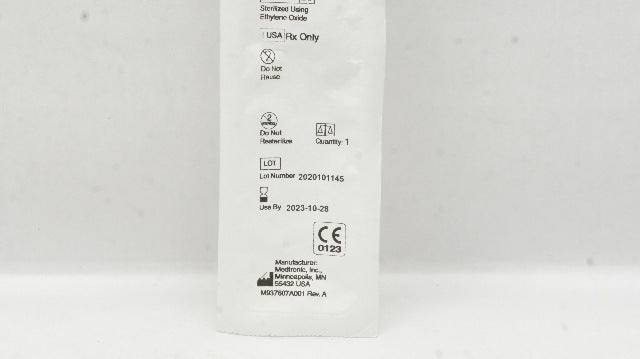 Sterilized Using
Ethylene Oxide
USA Rx Only
Do Not
Reuse
2
Do Not
Resterilize
Quantity: 1
LOT
Lot Number 2020101145
Use By 2023-10-28
CE
0123
Manufacturer:
Medtronic, Inc.,
Minneapolis, MN
55432 USA
M937607A001 Rev. A